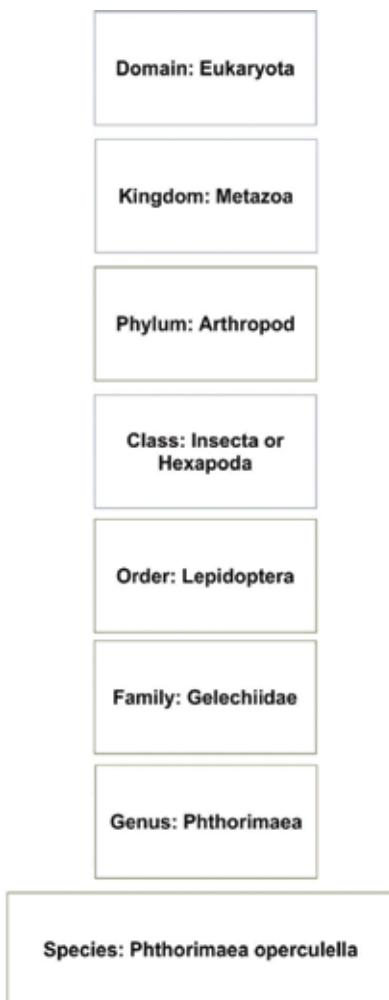 Domain: Eukaryota
Kingdom: Metazoa
Phylum: Arthropod
Class: Insecta or
Hexapoda
Order: Lepidoptera
Family: Gelechiidae
Genus: Phthorimaea
Species: Phthorimaea operculella